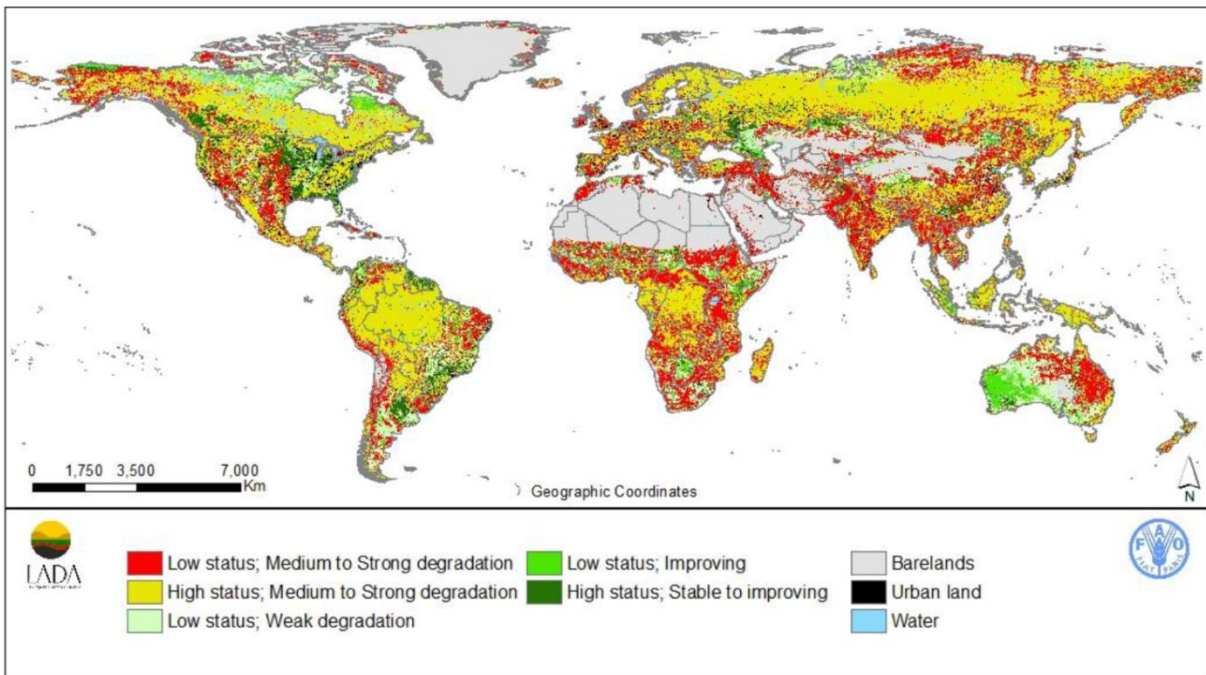 0 1,750 3,500 7,000
Km
Geographic Coordinates
N
LADA
Low status; Medium to Strong degradation
High status; Medium to Strong degradation
Low status; Weak degradation
Low status; Improving
High status; Stable to improving
Barelands
Urban land
Water
F A O
FIAT PANIS